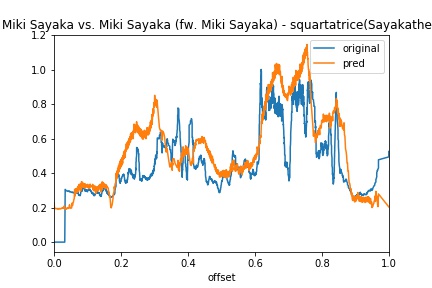 Miki Sayaka vs. Miki Sayaka (fw. Miki Sayaka) - squartatrice(Sayakathe
original
pred
1.2
1.0
0.8
0.6
0.4
0.2
0.0
0.0 0.2 0.4 0.6 0.8 1.0
offset